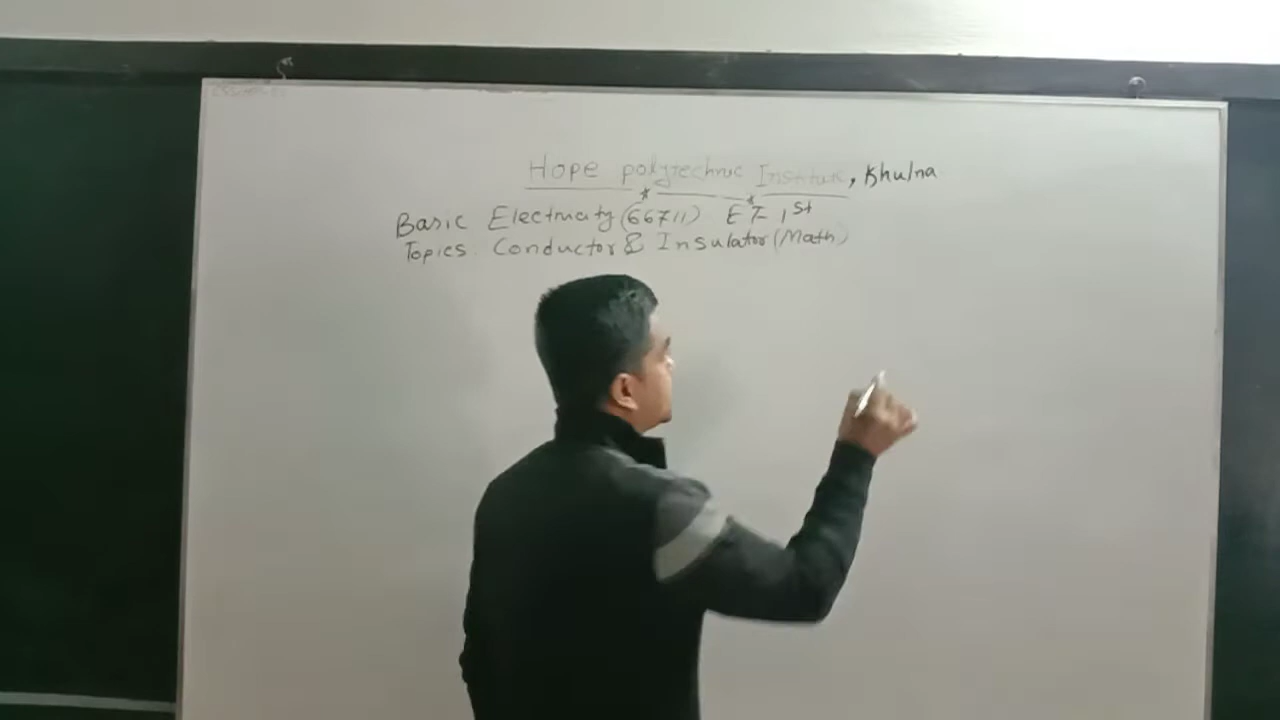 Hope polytechnic Institute, Khulna
Basic Electricity (66711) ET 1st
Topics: Conductor & Insulator (Math)